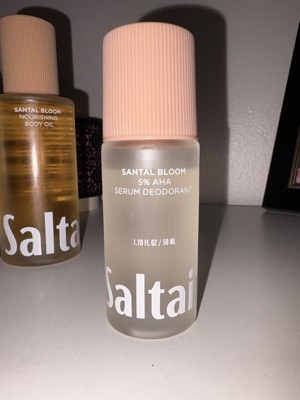 SANTAL BLOOM
NOURISHING
BODY OIL
Salta
SANTAL BLOOM
5% AHA
SERUM DEODORANT
1.70 FL OZ / 50 ML
Saltai